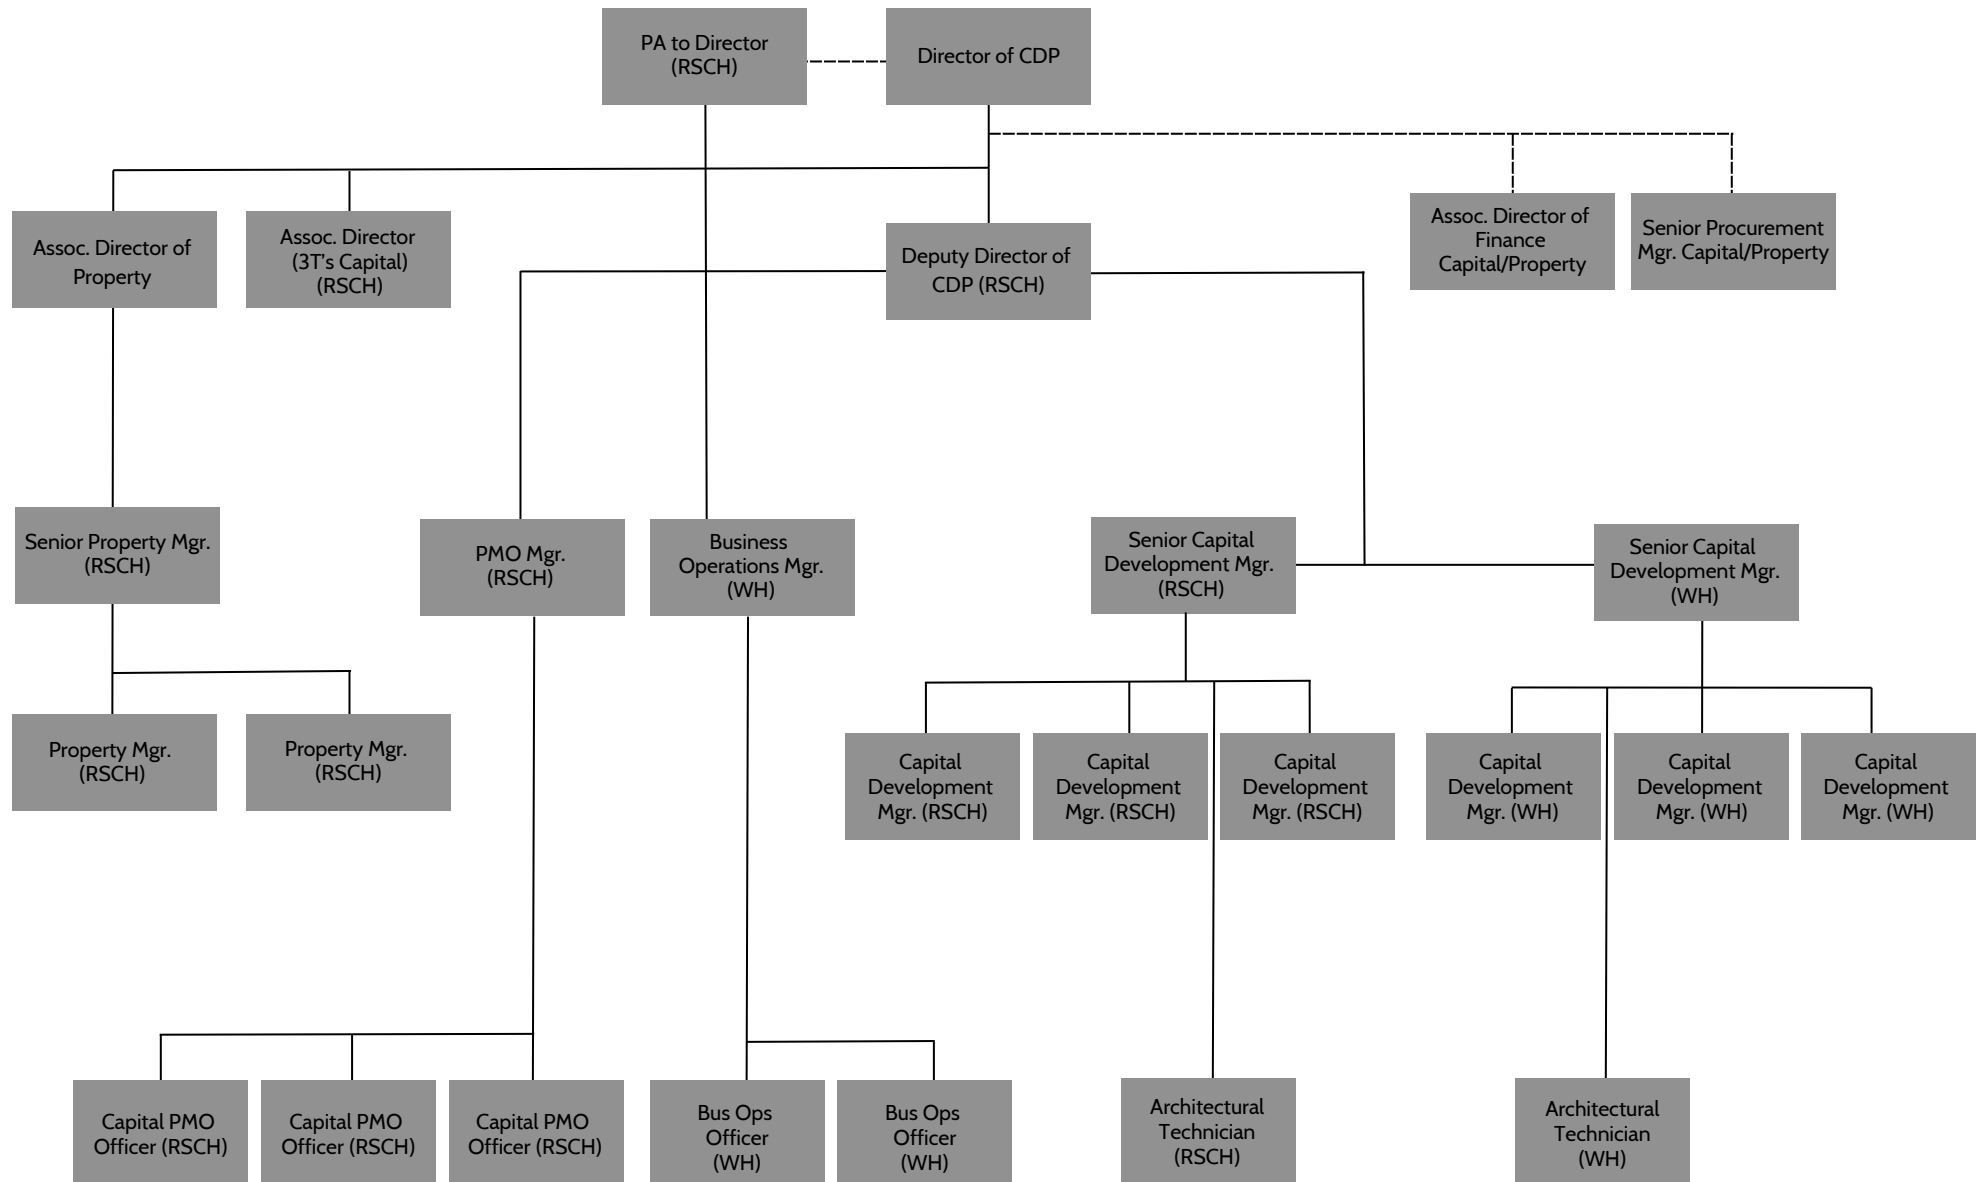 PA to Director
(RSCH)
Director of CDP
Assoc. Director of
Property
Assoc. Director
(3T's Capital)
(RSCH)
Deputy Director of
CDP (RSCH)
Assoc. Director of
Finance
Capital/Property
Senior Procurement
Mgr. Capital/Property
Senior Property Mgr.
(RSCH)
PMO Mgr.
(RSCH)
Business
Operations Mgr.
(WH)
Senior Capital
Development Mgr.
(RSCH)
Senior Capital
Development Mgr.
(WH)
Property Mgr.
(RSCH)
Property Mgr.
(RSCH)
Capital
Development
Mgr. (RSCH)
Capital
Development
Mgr. (RSCH)
Capital
Development
Mgr. (RSCH)
Capital
Development
Mgr. (WH)
Capital
Development
Mgr. (WH)
Capital
Development
Mgr. (WH)
Capital PMO
Officer (RSCH)
Capital PMO
Officer (RSCH)
Capital PMO
Officer (RSCH)
Bus Ops
Officer
(WH)
Bus Ops
Officer
(WH)
Architectural
Technician
(RSCH)
Architectural
Technician
(WH)